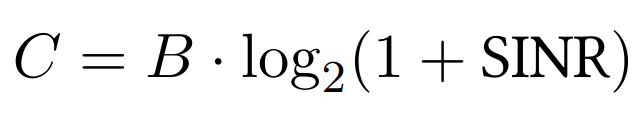 C = B · log₂(1 + SINR)